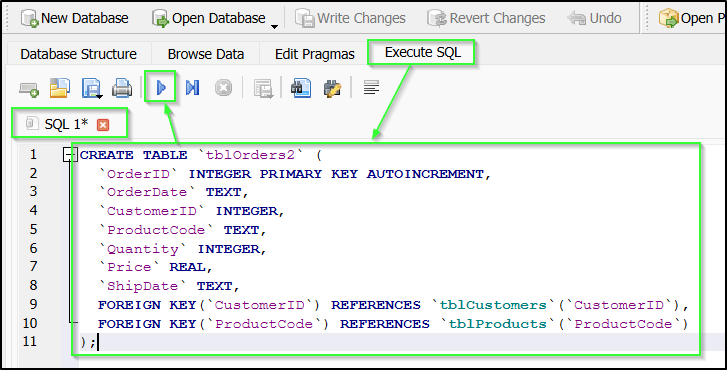 New Database Open Database Write Changes Revert Changes Undo Open P
Database Structure Browse Data Edit Pragmas Execute SQL
SQL 1*
1 CREATE TABLE `tblOrders2` (
2 `OrderID` INTEGER PRIMARY KEY AUTOINCREMENT,
3 `OrderDate` TEXT,
4 `CustomerID` INTEGER,
5 `ProductCode` TEXT,
6 `Quantity` INTEGER,
7 `Price` REAL,
8 `ShipDate` TEXT,
9 FOREIGN KEY(`CustomerID`) REFERENCES `tblCustomers`(`CustomerID`),
10 FOREIGN KEY(`ProductCode`) REFERENCES `tblProducts`(`ProductCode`)
11 );